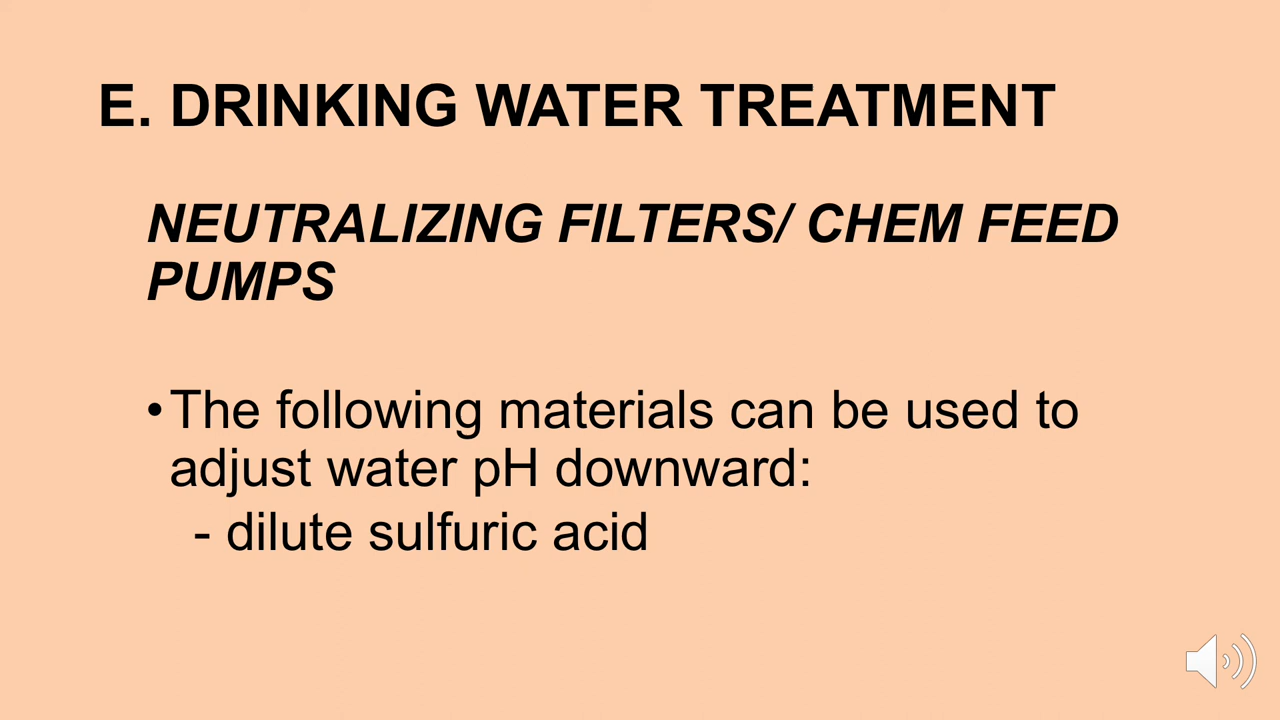 E. DRINKING WATER TREATMENT
NEUTRALIZING FILTERS/ CHEM FEED
PUMPS
•The following materials can be used to
adjust water pH downward:
- dilute sulfuric acid